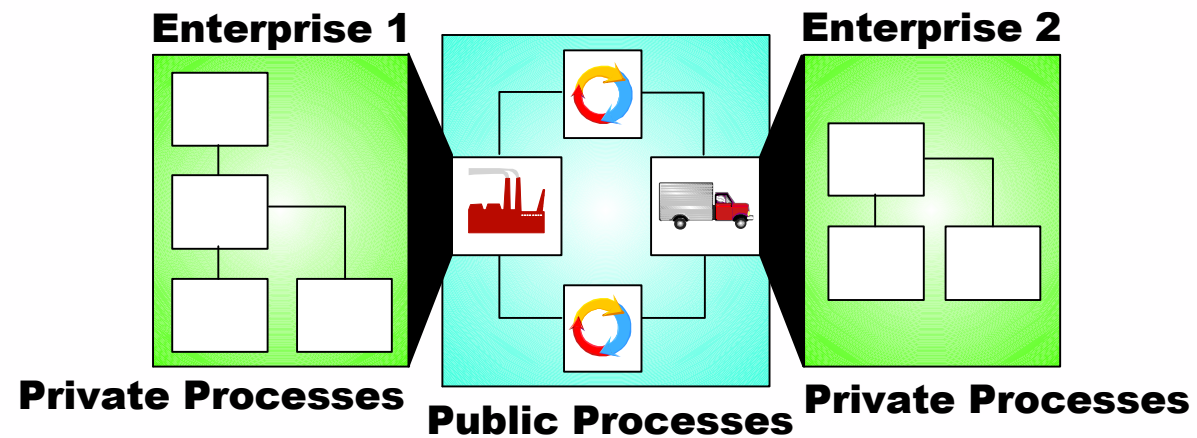 Enterprise 1
Enterprise 2
Private Processes
Public Processes
Private Processes